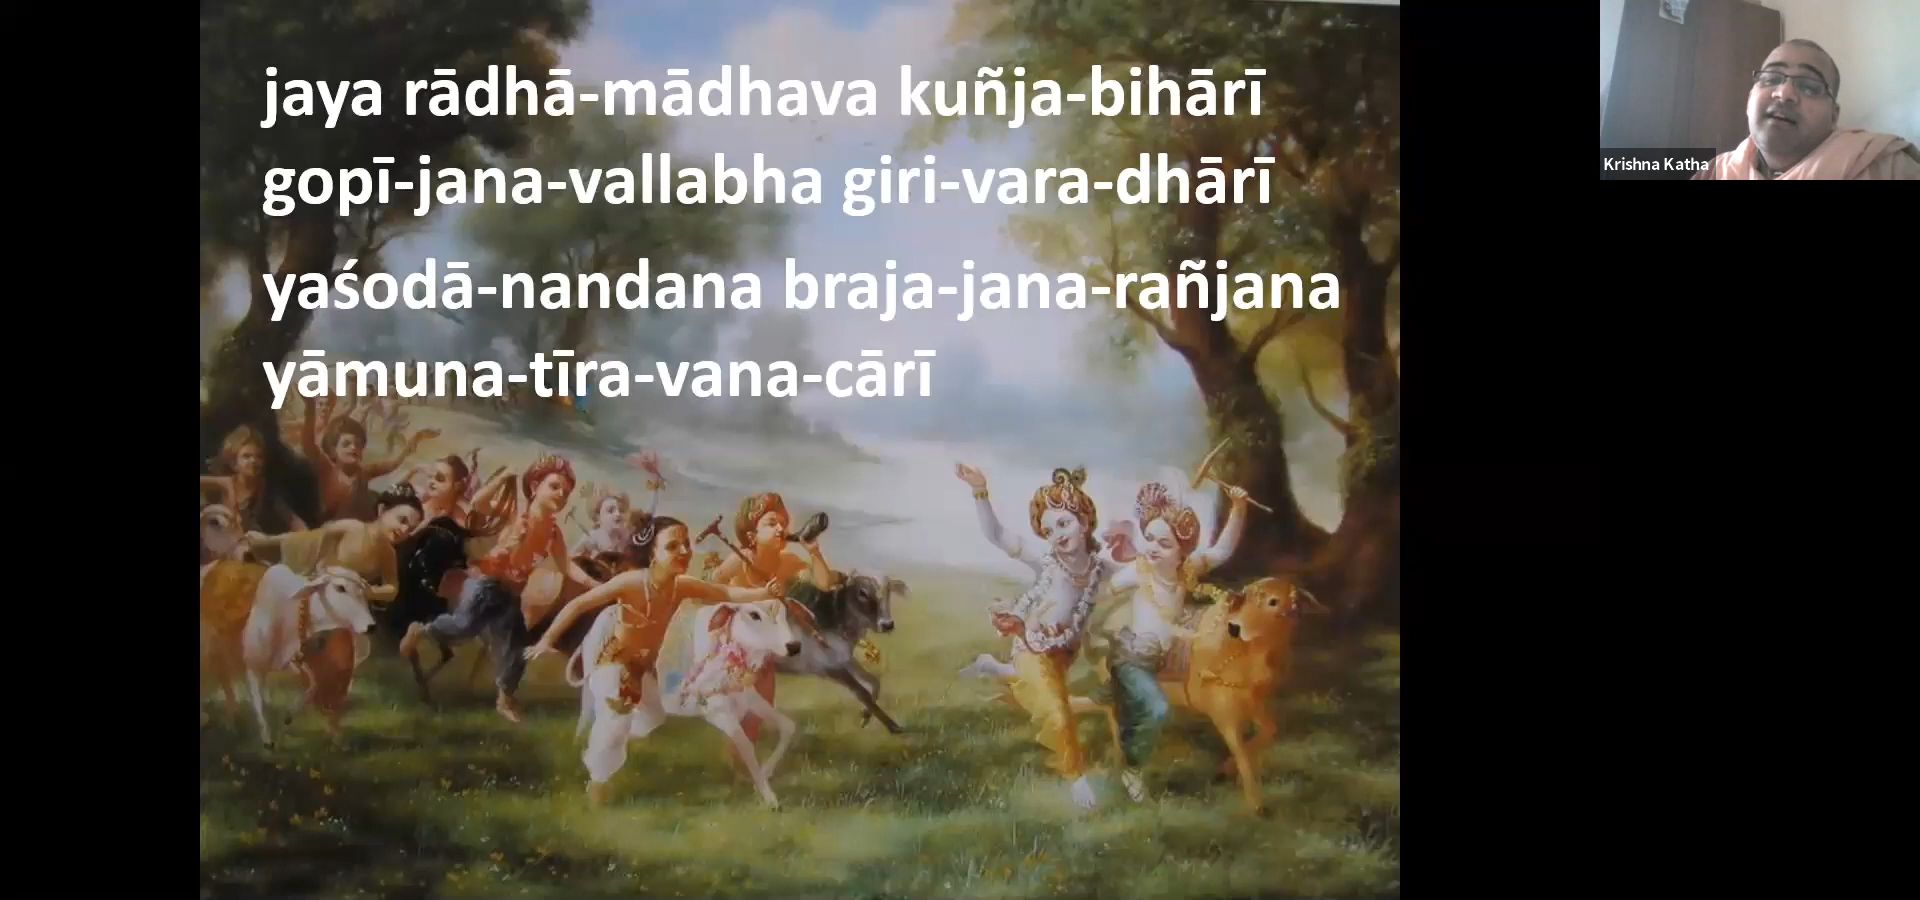 jaya rādhā-mādhava kuñja-bihārī
gopī-jana-vallabha giri-vara-dhārī
yaśodā-nandana braja-jana-rañjana
yāmuna-tīra-vana-cārī
Krishna Katha